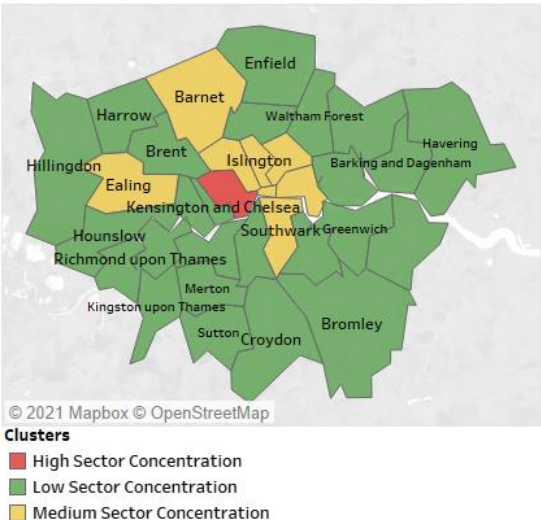 Enfield
Barnet
Harrow
Waltham Forest
Havering
Brent
Islington
Hillingdon
Barking and Dagenham
Ealing
Kensington and Chelsea
Southwark
Greenwich
Hounslow
Richmond upon Thames
Merton
Kingston upon Thames
Bromley
Sutton
Croydon
© 2021 Mapbox © OpenStreetMap
Clusters
High Sector Concentration
Low Sector Concentration
Medium Sector Concentration